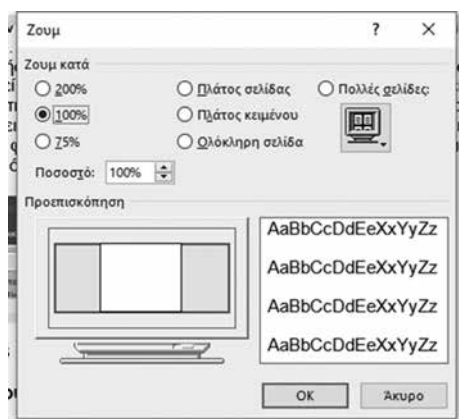 Ζουμ ? ×
Ζουμ κατά
200% Πλάτος σελίδας Πολλές σελίδες:
100% Πλάτος κειμένου
75% Ολόκληρη σελίδα
Ποσοστό: 100%
Προεπισκόπηση
AaBbCcDdEeXxYyZz
AaBbCcDdEeXxYyZz
AaBbCcDdEeXxYyZz
AaBbCcDdEeXxYyZz
OK Άκυρο